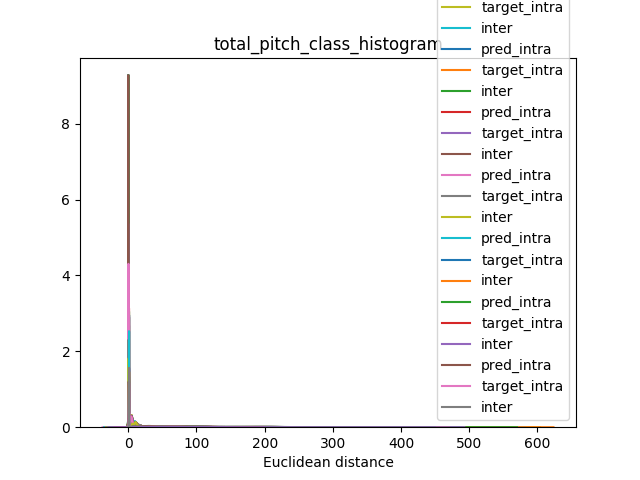 total_pitch_class_histogram
target_intra
inter
pred_intra
target_intra
inter
pred_intra
target_intra
inter
pred_intra
target_intra
inter
pred_intra
target_intra
inter
pred_intra
target_intra
inter
pred_intra
target_intra
inter
8
6
4
2
0
0 100 200 300 400 500 600
Euclidean distance